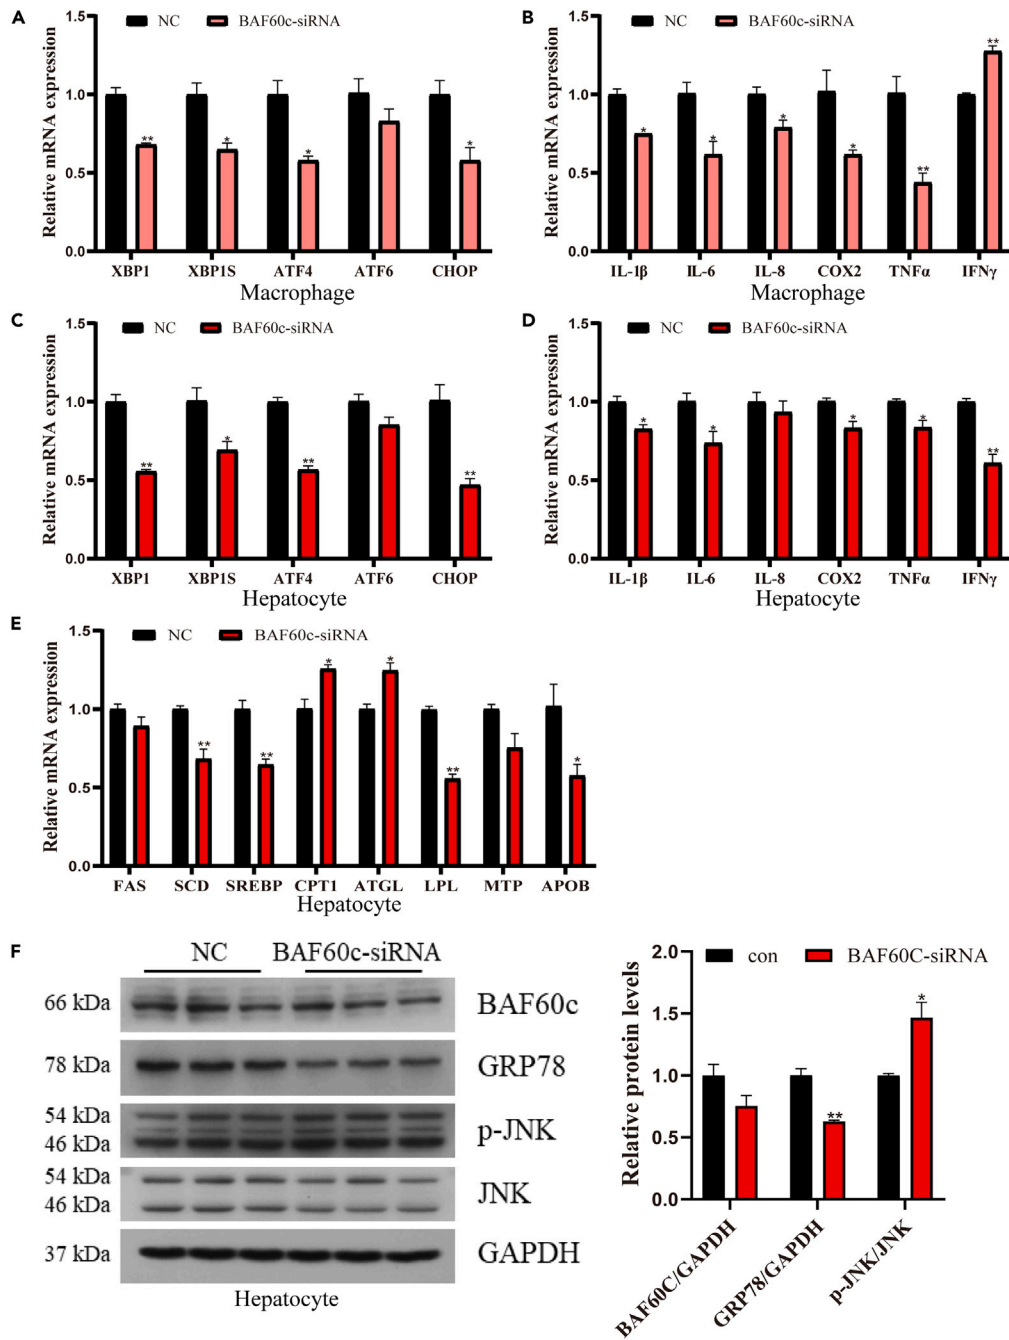 A
NC BAF60c-siRNA
Relative mRNA expression
1.5
1.0
0.5
0.0
** * * *
XBP1 XBP1S ATF4 ATF6 CHOP
Macrophage
B
NC BAF60c-siRNA
Relative mRNA expression
1.5
1.0
0.5
0.0
* * * * ** **
IL-1β IL-6 IL-8 COX2 TNFα IFNγ
Macrophage
C
NC BAF60c-siRNA
Relative mRNA expression
1.5
1.0
0.5
0.0
** * ** **
XBP1 XBP1S ATF4 ATF6 CHOP
Hepatocyte
D
NC BAF60c-siRNA
Relative mRNA expression
1.5
1.0
0.5
0.0
* * * * **
IL-1β IL-6 IL-8 COX2 TNFα IFNγ
Hepatocyte
E
NC BAF60c-siRNA
Relative mRNA expression
1.5
1.0
0.5
0.0
** ** * * ** *
FAS SCD SREBP CPT1 ATGL LPL MTP APOB
Hepatocyte
F
NC BAF60c-siRNA
66 kDa BAF60c
78 kDa GRP78
54 kDa
46 kDa p-JNK
54 kDa
46 kDa JNK
37 kDa GAPDH
Hepatocyte
con BAF60C-siRNA
Relative protein levels
2.0
1.5
1.0
0.5
0.0
** *
BAF60C/GAPDH GRP78/GAPDH p-JNK/JNK